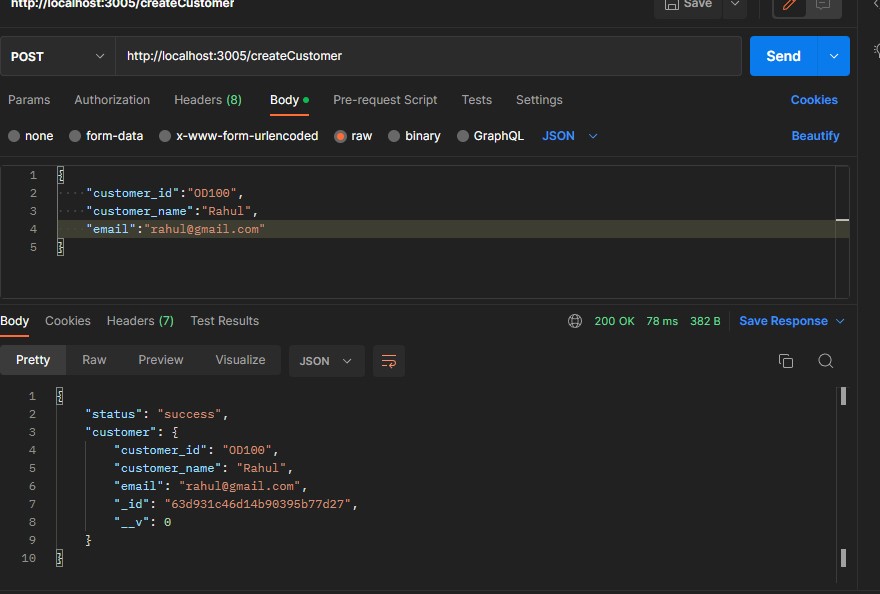 http://localhost:3005/createCustomer
Save
POST
http://localhost:3005/createCustomer
Send
Params Authorization Headers (8) Body Pre-request Script Tests Settings Cookies
none form-data x-www-form-urlencoded raw binary GraphQL JSON Beautify
1 {
2 ····"customer_id":"OD100",
3 ····"customer_name":"Rahul",
4 "email":"rahul@gmail.com"
5 }
Body Cookies Headers (7) Test Results 200 OK 78 ms 382 B Save Response
Pretty Raw Preview Visualize JSON
1 {
2 "status": "success",
3 "customer": {
4 "customer_id": "OD100",
5 "customer_name": "Rahul",
6 "email": "rahul@gmail.com",
7 "_id": "63d931c46d14b90395b77d27",
8 "__v": 0
9 }
10 }